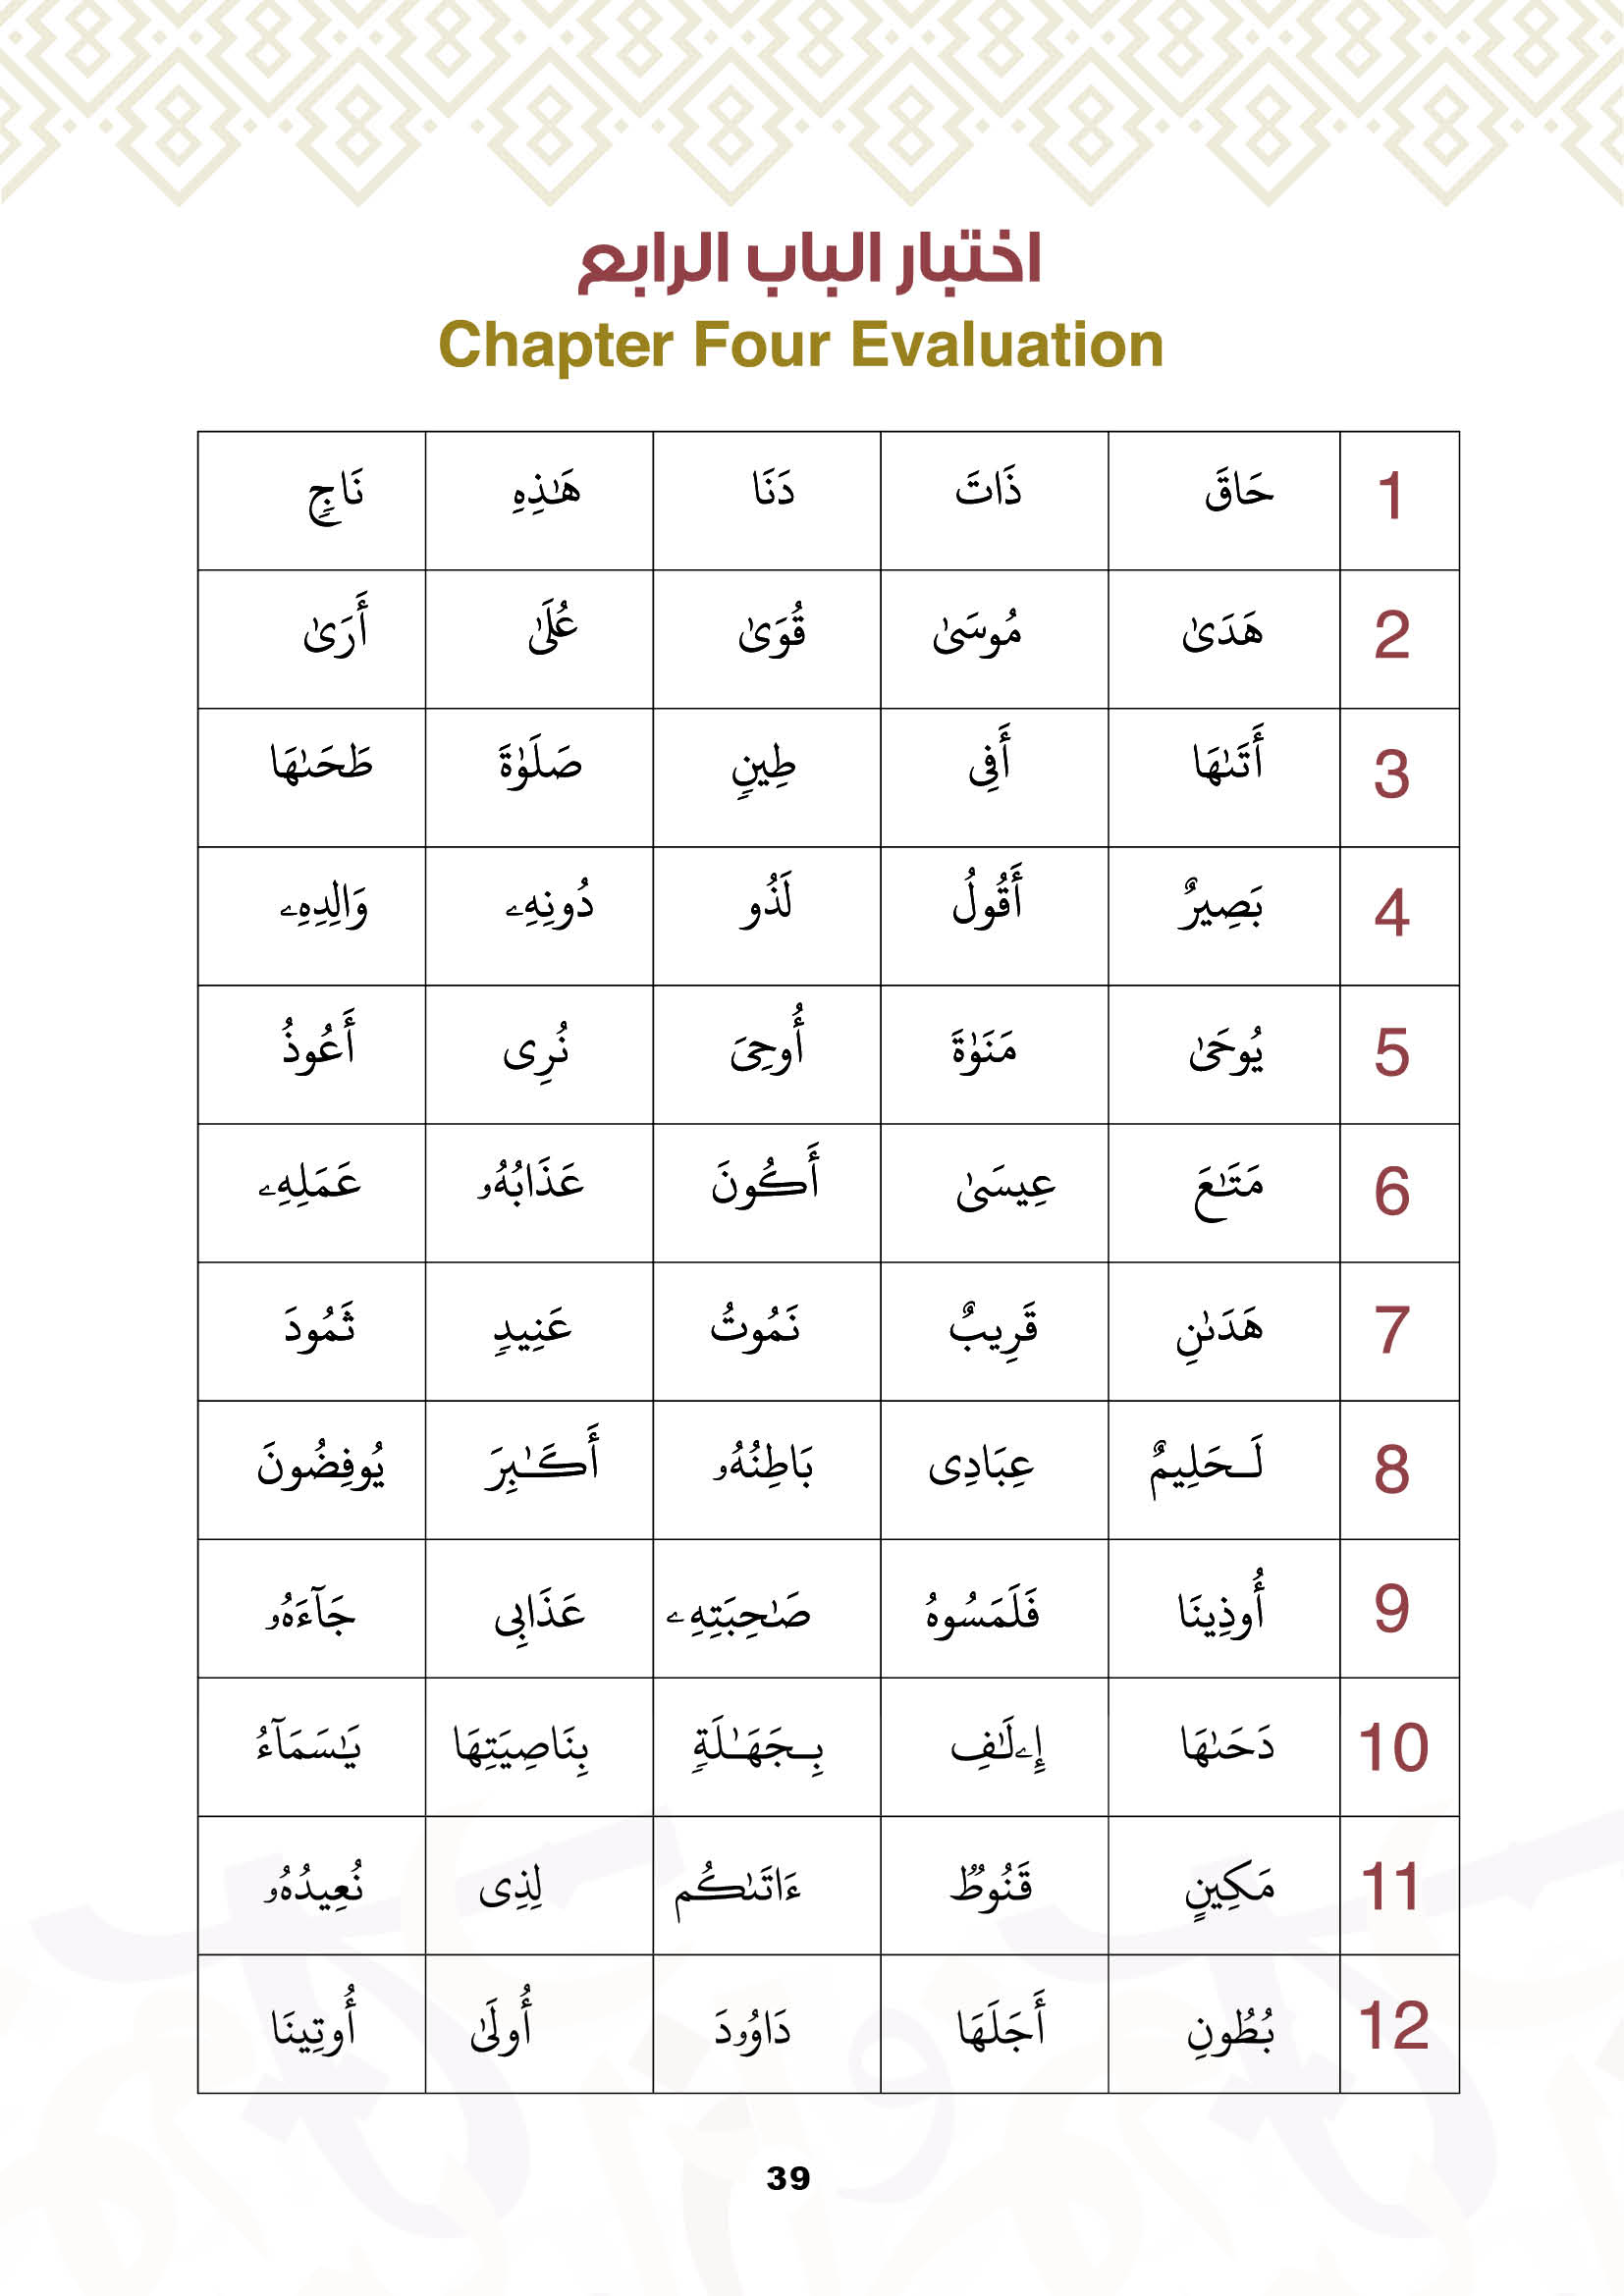 اختبار الباب الرابع
Chapter Four Evaluation
1 حَاقَ ذَاتَ دَنَا هَٰذِهِ نَاجٖ
2 هَدَىٰ مُوسَىٰ قُوَىٰ عُلَىٰ أَرَىٰ
3 أَتَىٰهَا أَفِى طِينٖ صَلَوٰةَ طَحَىٰهَا
4 بَصِيرٌ أَقُولُ لَذُو دُونِهِۦ وَالِدِهِۦ
5 يُوحَىٰ مَنَوٰةَ أُوحِىَ نُرِى أَعُوذُ
6 مَتَٰعَ عِيسَىٰ أَكُونَ عَذَابُهُۥ عَمَلِهِۦ
7 هَدَىٰنِ قَرِيبٌ نَمُوتُ عَنِيدٖ ثَمُودَ
8 لَحَلِيمٌ عِبَادِى بَاطِنُهُۥ أَكَٰبِرَ يُوفِضُونَ
9 أُوذِينَا فَلَمَسُوهُ صَٰحِبَتِهِۦ عَذَابِى جَآءَهُۥ
10 دَحَىٰهَا إِۦلَٰفِ بِجَهَٰلَةٖ بِنَاصِيَتِهَا يَٰسَمَآءُ
11 مَكِينٍ قَنُوطٞ ءَاتَىٰكُم لِذِى نُعِيدُهُۥ
12 بُطُونِ أَجَلَهَا دَاوُۥدَ أُولَىٰ أُوتِينَا
39